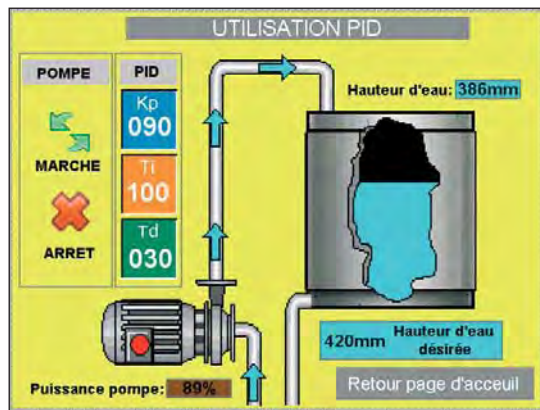 UTILISATION PID
POMPE
MARCHE
ARRET
PID
Kp
090
Ti
100
Td
030
Hauteur d'eau: 386mm
420mm Hauteur d'eau
désirée
Puissance pompe: 89%
Retour page d'acceuil